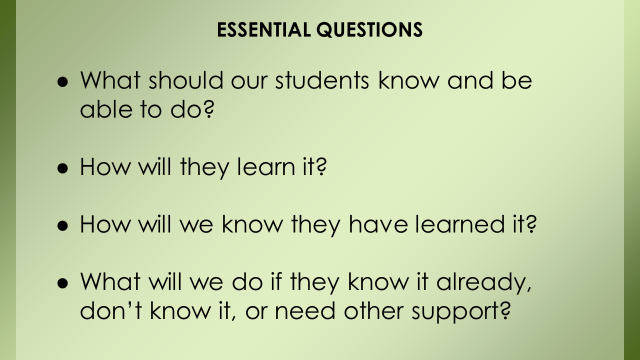 ESSENTIAL QUESTIONS
● What should our students know and be
able to do?
● How will they learn it?
● How will we know they have learned it?
● What will we do if they know it already,
don’t know it, or need other support?